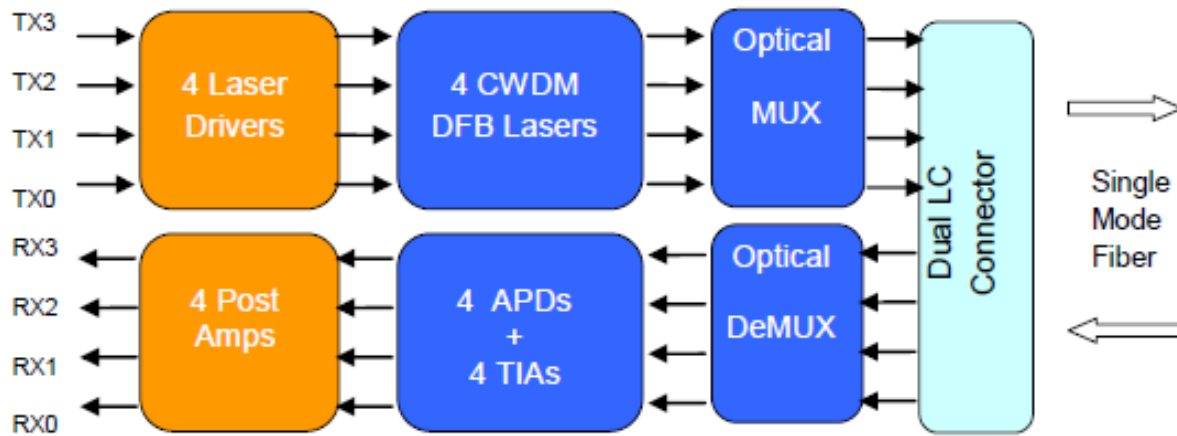 TX3
TX2
TX1
TX0
4 Laser
Drivers
4 CWDM
DFB Lasers
Optical
MUX
RX3
RX2
RX1
RX0
4 Post
Amps
4 APDs
+
4 TIAs
Optical
DeMUX
Dual LC
Connector
Single
Mode
Fiber